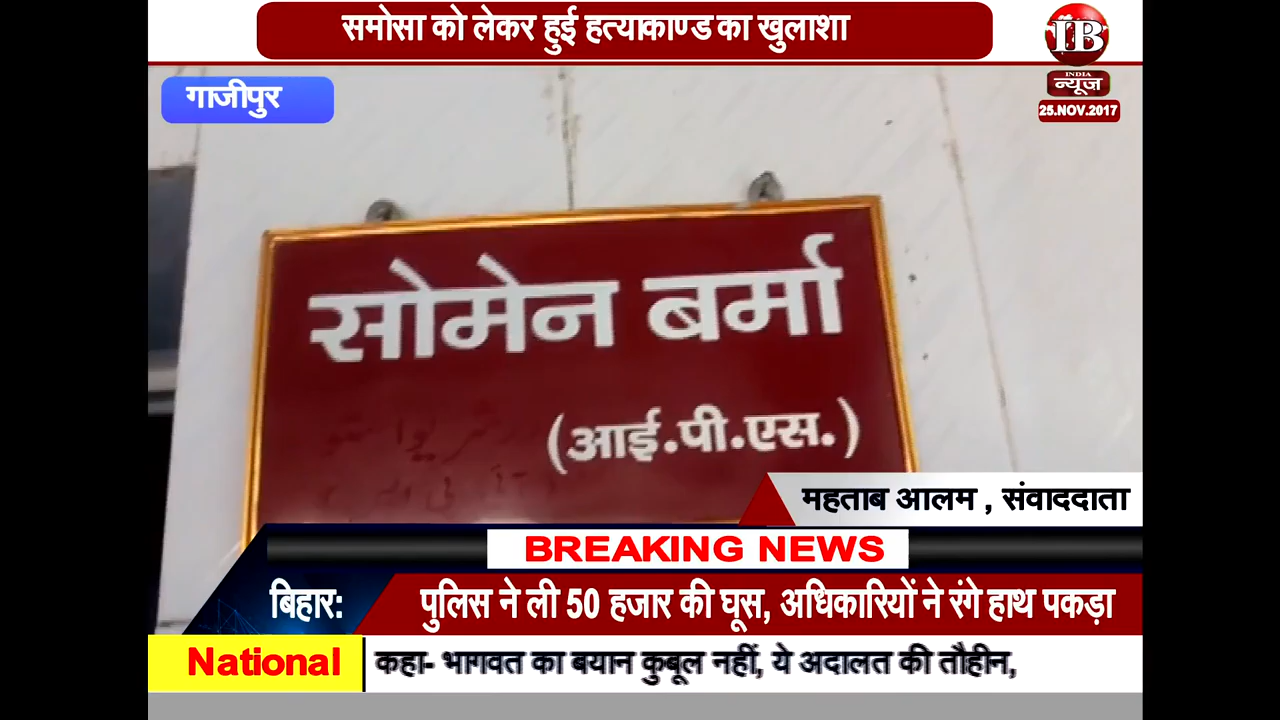 समोसा को लेकर हुई हत्याकाण्ड का खुलाशा
IB
INDIA
न्यूज
25.NOV.2017
गाजीपुर
सोमेन बर्मा
(आई.पी.एस.)
महताब आलम , संवाददाता
BREAKING NEWS
बिहार: पुलिस ने ली 50 हजार की घूस, अधिकारियों ने रंगे हाथ पकड़ा
National कहा- भागवत का बयान कुबूल नहीं, ये अदालत की तौहीन,